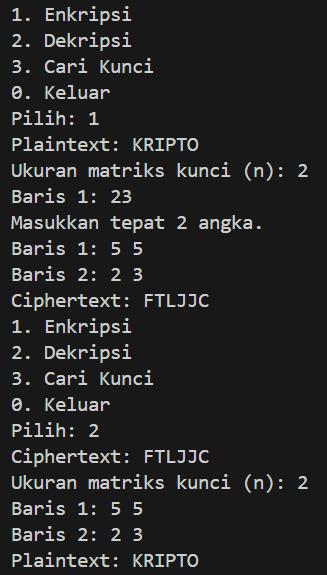 1. Enkripsi
2. Dekripsi
3. Cari Kunci
0. Keluar
Pilih: 1
Plaintext: KRIPTO
Ukuran matriks kunci (n): 2
Baris 1: 23
Masukkan tepat 2 angka.
Baris 1: 5 5
Baris 2: 2 3
Ciphertext: FTLJJC
1. Enkripsi
2. Dekripsi
3. Cari Kunci
0. Keluar
Pilih: 2
Ciphertext: FTLJJC
Ukuran matriks kunci (n): 2
Baris 1: 5 5
Baris 2: 2 3
Plaintext: KRIPTO